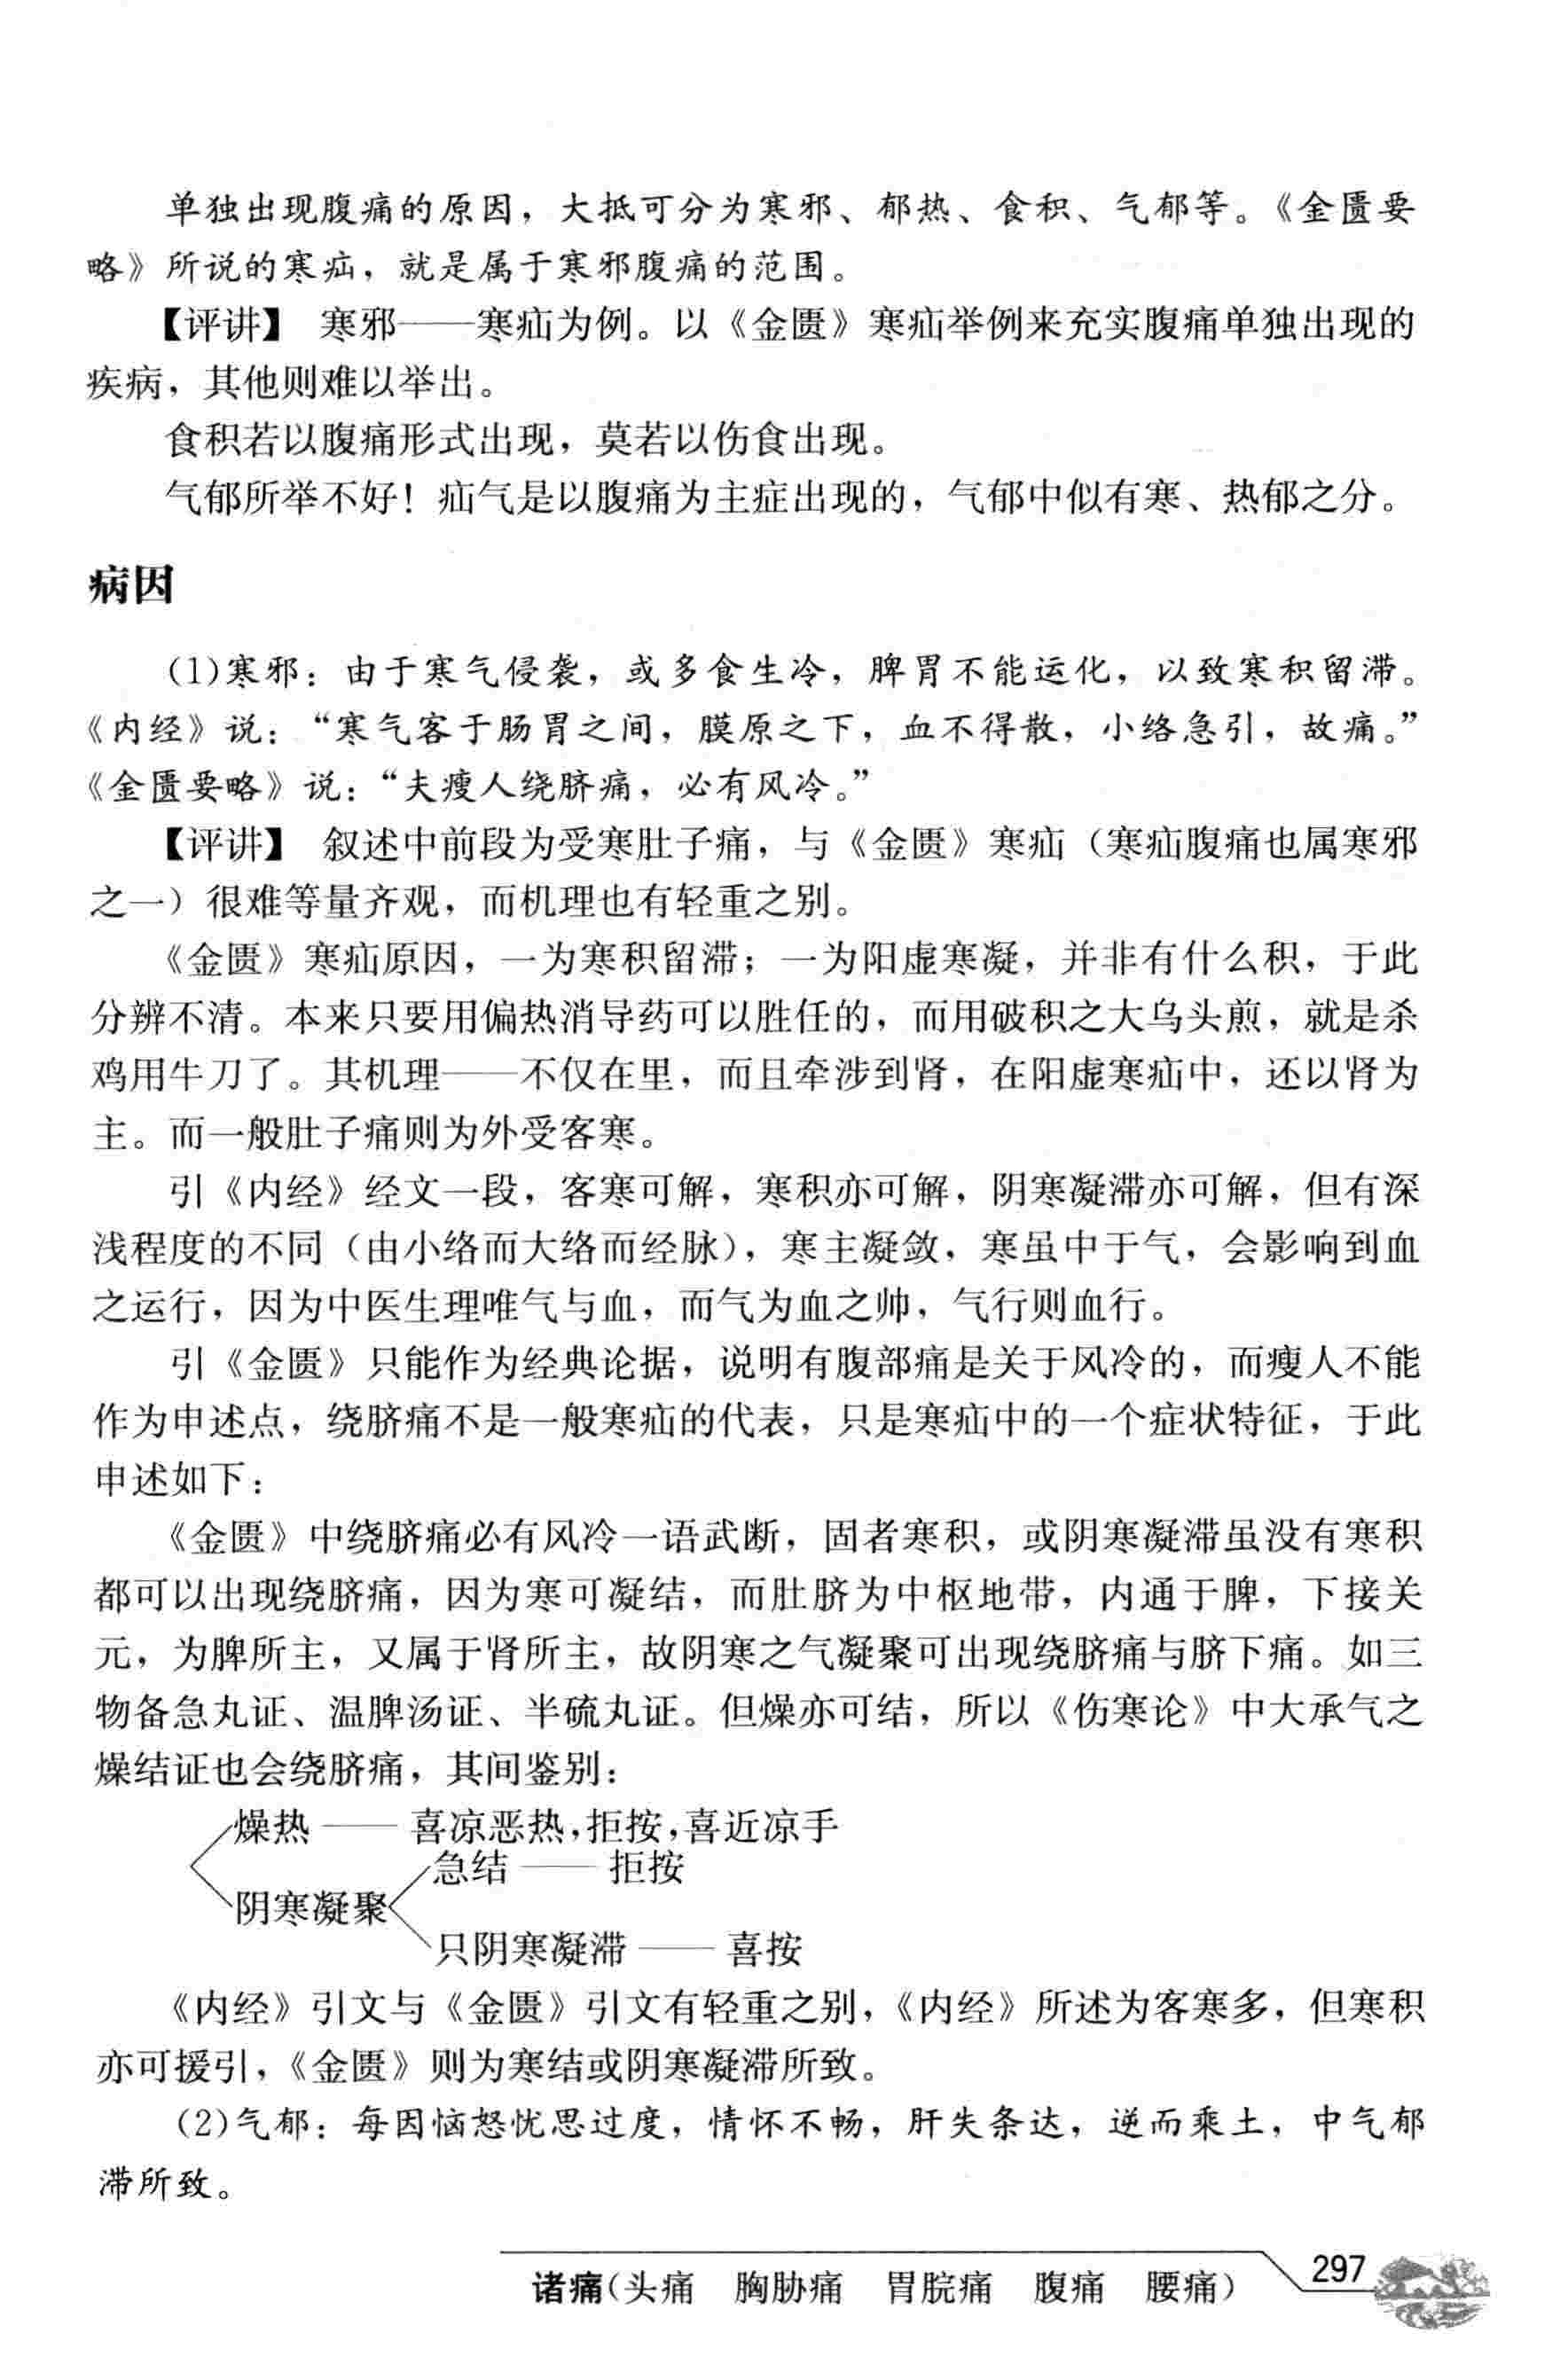 单独出现腹痛的原因，大抵可分为寒邪、郁热、食积、气郁等。《金匮要
略》所说的寒疝，就是属于寒邪腹痛的范围。
【评讲】 寒邪——寒疝为例。以《金匮》寒疝举例来充实腹痛单独出现的
疾病，其他则难以举出。
食积若以腹痛形式出现，莫若以伤食出现。
气郁所举不好！疝气是以腹痛为主症出现的，气郁中似有寒、热郁之分。
病因
(1)寒邪：由于寒气侵袭，或多食生冷，脾胃不能运化，以致寒积留滞。
《内经》说：“寒气客于肠胃之间，膜原之下，血不得散，小络急引，故痛。”
《金匮要略》说：“夫瘦人绕脐痛，必有风冷。”
【评讲】 叙述中前段为受寒肚子痛，与《金匮》寒疝（寒疝腹痛也属寒邪
之一）很难等量齐观，而机理也有轻重之别。
《金匮》寒疝原因，一为寒积留滞；一为阳虚寒凝，并非有什么积，于此
分辨不清。本来只要用偏热消导药可以胜任的，而用破积之大乌头煎，就是杀
鸡用牛刀了。其机理——不仅在里，而且牵涉到肾，在阳虚寒疝中，还以肾为
主。而一般肚子痛则为外受客寒。
引《内经》经文一段，客寒可解，寒积亦可解，阴寒凝滞亦可解，但有深
浅程度的不同（由小络而大络而经脉），寒主凝敛，寒虽中于气，会影响到血
之运行，因为中医生理唯气与血，而气为血之帅，气行则血行。
引《金匮》只能作为经典论据，说明有腹部痛是关于风冷的，而瘦人不能
作为申述点，绕脐痛不是一般寒疝的代表，只是寒疝中的一个症状特征，于此
申述如下：
《金匮》中绕脐痛必有风冷一语武断，固者寒积，或阴寒凝滞虽没有寒积
都可以出现绕脐痛，因为寒可凝结，而肚脐为中枢地带，内通于脾，下接关
元，为脾所主，又属于肾所主，故阴寒之气凝聚可出现绕脐痛与脐下痛。如三
物备急丸证、温脾汤证、半硫丸证。但燥亦可结，所以《伤寒论》中大承气之
燥结证也会绕脐痛，其间鉴别：
燥热——喜凉恶热，拒按，喜近凉手
急结——拒按
阴寒凝聚
只阴寒凝滞——喜按
《内经》引文与《金匮》引文有轻重之别，《内经》所述为客寒多，但寒积
亦可援引，《金匮》则为寒结或阴寒凝滞所致。
(2)气郁：每因恼怒忧思过度，情怀不畅，肝失条达，逆而乘土，中气郁
滞所致。
诸痛（头痛 胸胁痛 胃脘痛 腹痛 腰痛） 297